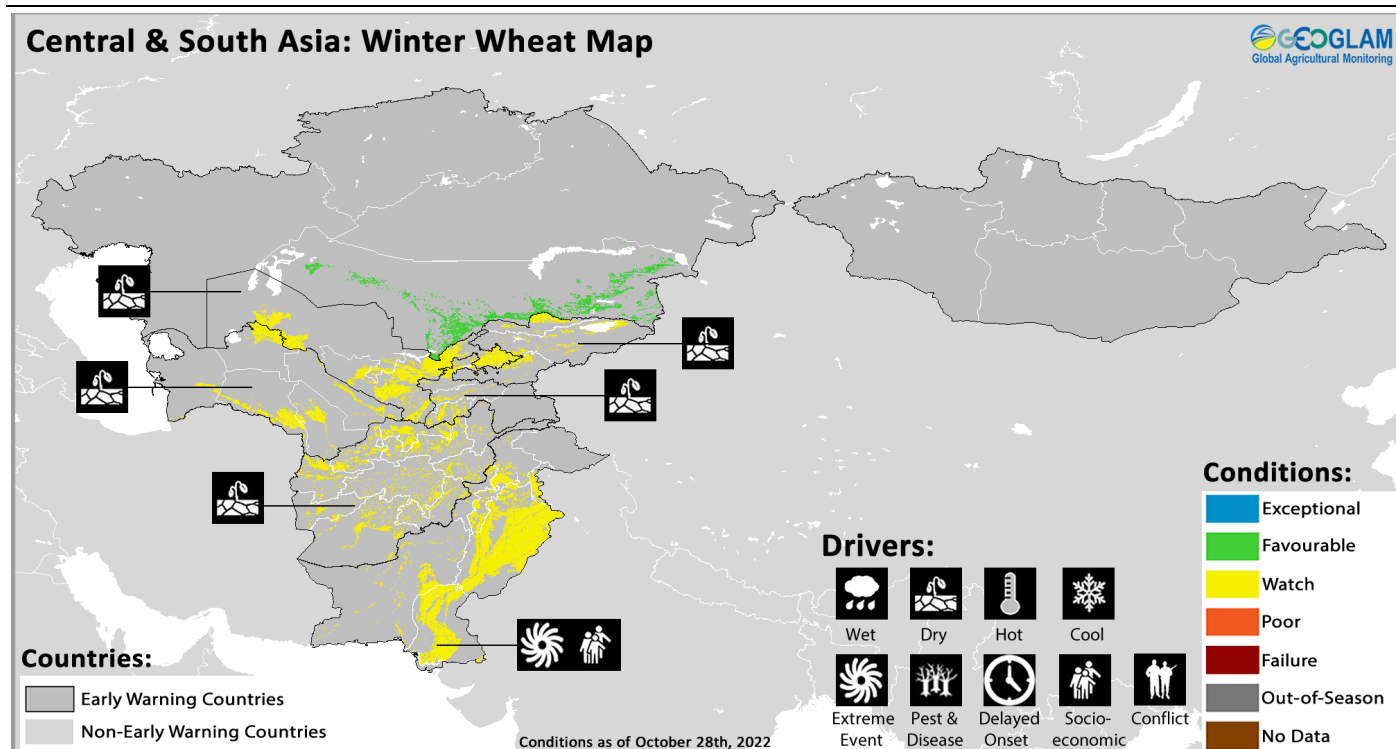 Central & South Asia: Winter Wheat Map
GEOGLAM
Global Agricultural Monitoring
Conditions:
Exceptional
Favourable
Watch
Poor
Failure
Out-of-Season
No Data
Drivers:
Wet
Dry
Hot
Cool
Extreme
Event
Pest &
Disease
Delayed
Onset
Socio-
economic
Conflict
Countries:
Early Warning Countries
Non-Early Warning Countries
Conditions as of October 28th, 2022